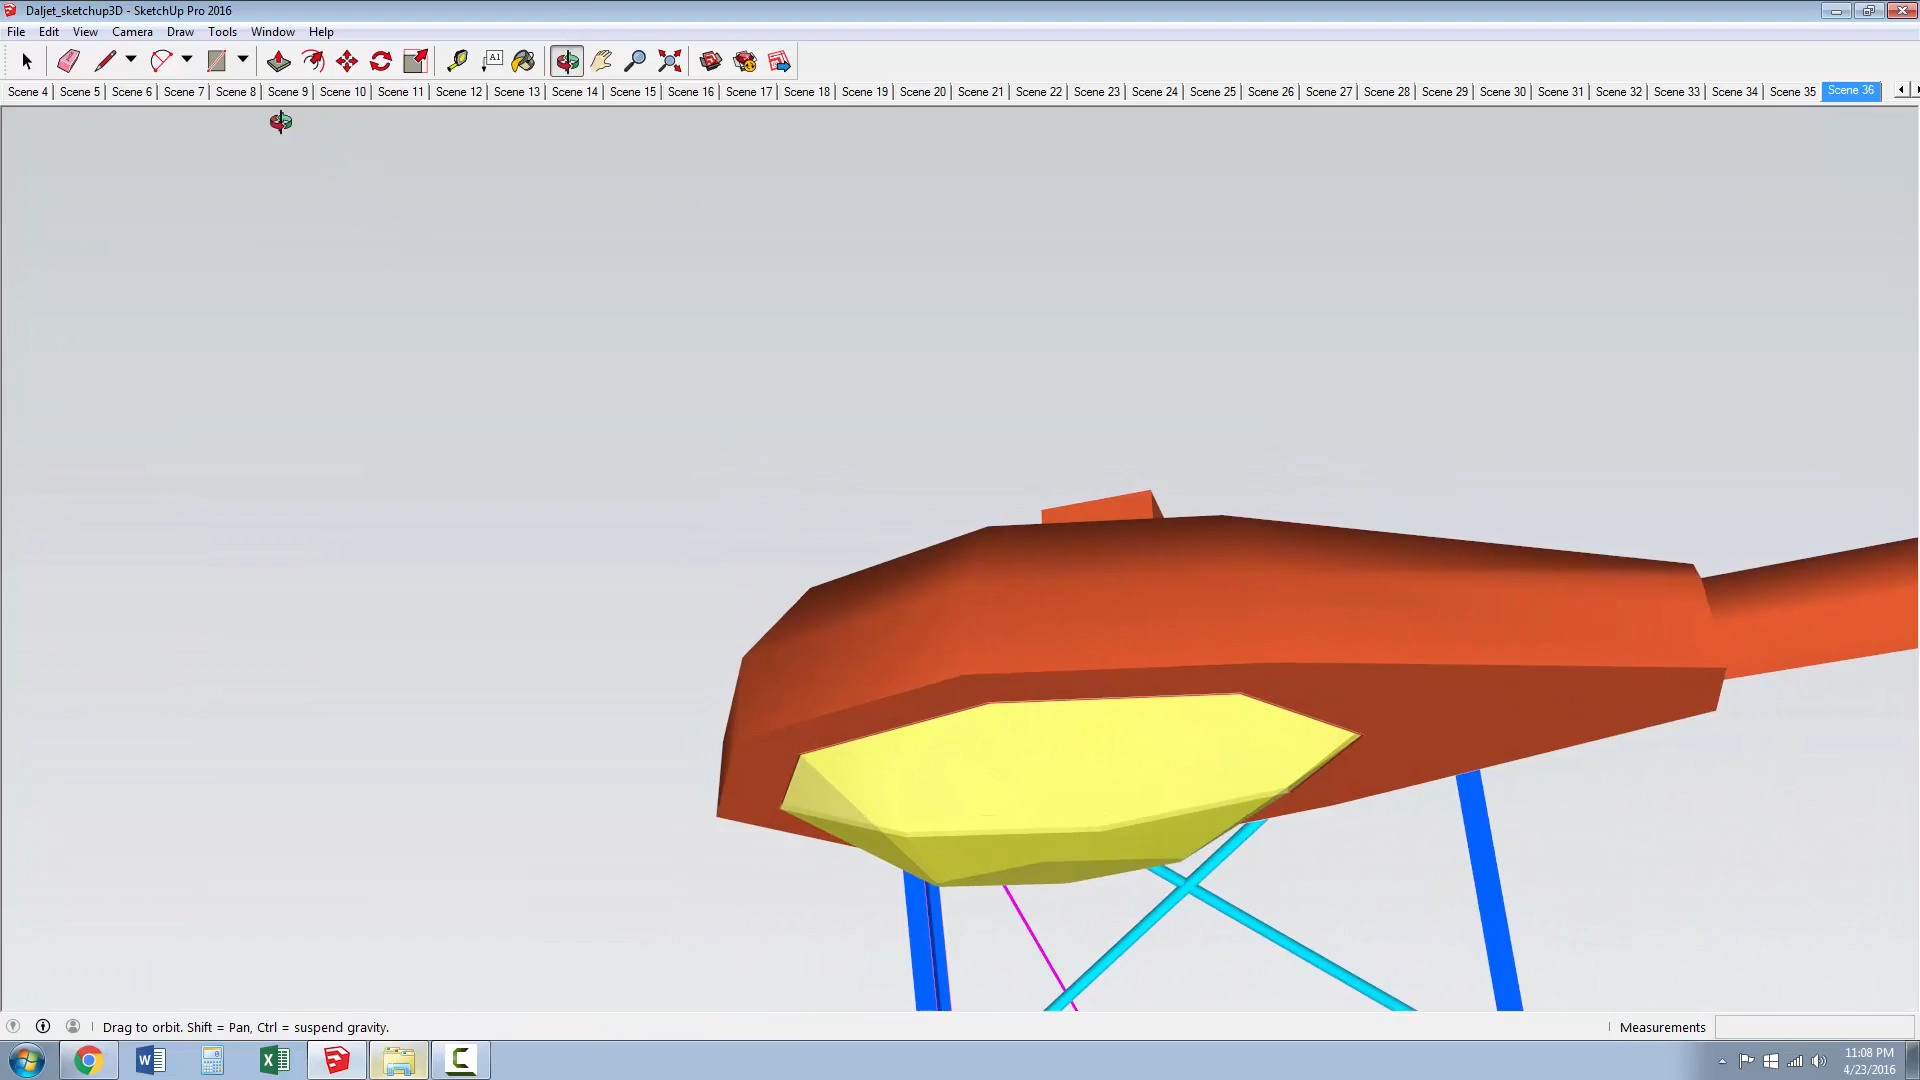 Daljet_sketchup3D - SketchUp Pro 2016
File Edit View Camera Draw Tools Window Help
A1
Scene 4 Scene 5 Scene 6 Scene 7 Scene 8 Scene 9 Scene 10 Scene 11 Scene 12 Scene 13 Scene 14 Scene 15 Scene 16 Scene 17 Scene 18 Scene 19 Scene 20 Scene 21 Scene 22 Scene 23 Scene 24 Scene 25 Scene 26 Scene 27 Scene 28 Scene 29 Scene 30 Scene 31 Scene 32 Scene 33 Scene 34 Scene 35 Scene 36
Drag to orbit. Shift = Pan, Ctrl = suspend gravity.
Measurements
11:08 PM
4/23/2016